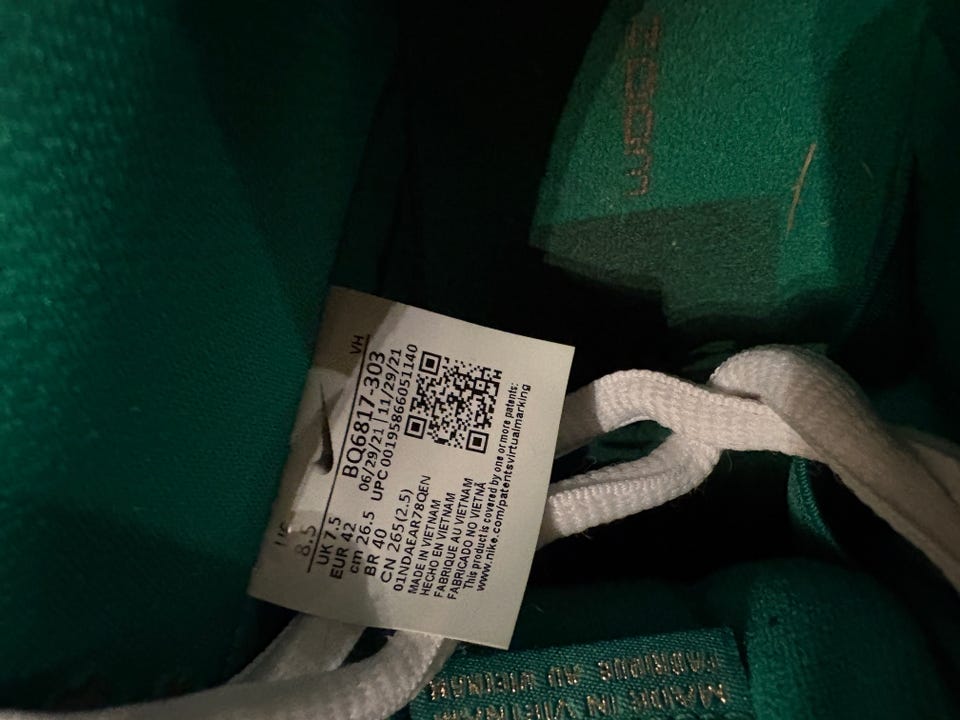 VH
BQ6817-303
06/29/21 11/29/21
UPC 00195866051140
US
8.5
UK 7.5
EUR 42
cm 26.5
BR 40
CN 265(2.5)
01NDAEAR78QEN
MADE IN VIETNAM
HECHO EN VIETNAM
FABRIQUE AU VIETNAM
FABRICADO NO VIETNÃ
This product is covered by one or more patents:
www.nike.com/patentsvirtualmarking
MADE IN VIETNAM
FABRIQUE
AU VIETNAM